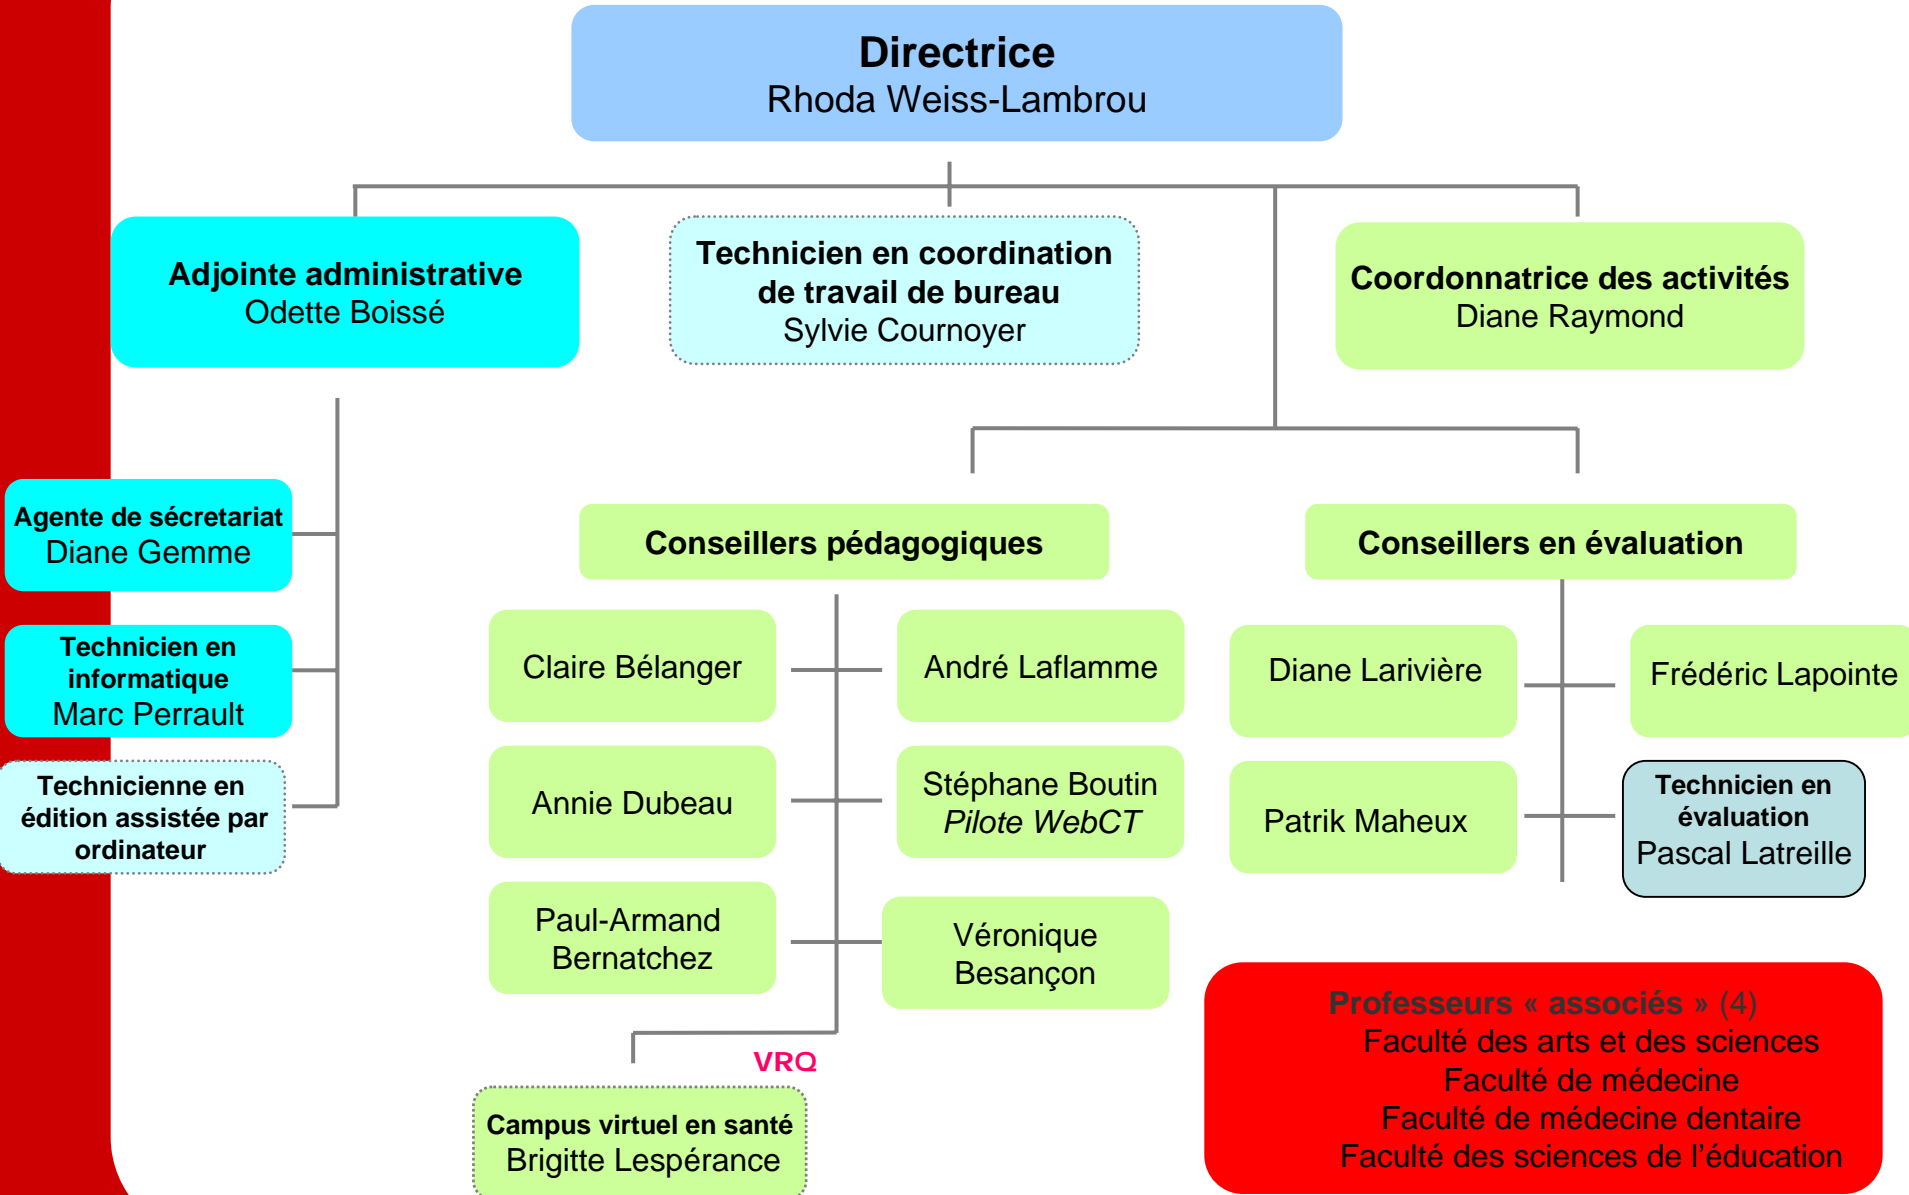 Directrice
Rhoda Weiss-Lambrou
Adjointe administrative
Odette Boissé
Technicien en coordination
de travail de bureau
Sylvie Cournoyer
Coordonnatrice des activités
Diane Raymond
Agente de sécretariat
Diane Gemme
Technicien en
informatique
Marc Perrault
Technicienne en
édition assistée par
ordinateur
Conseillers pédagogiques
Claire Bélanger
André Laflamme
Annie Dubeau
Stéphane Boutin
Pilote WebCT
Paul-Armand
Bernatchez
Véronique
Besançon
VRQ
Campus virtuel en santé
Brigitte Lespérance
Conseillers en évaluation
Diane Larivière
Frédéric Lapointe
Patrik Maheux
Technicien en
évaluation
Pascal Latreille
Professeurs « associés » (4)
Faculté des arts et des sciences
Faculté de médecine
Faculté de médecine dentaire
Faculté des sciences de l’éducation